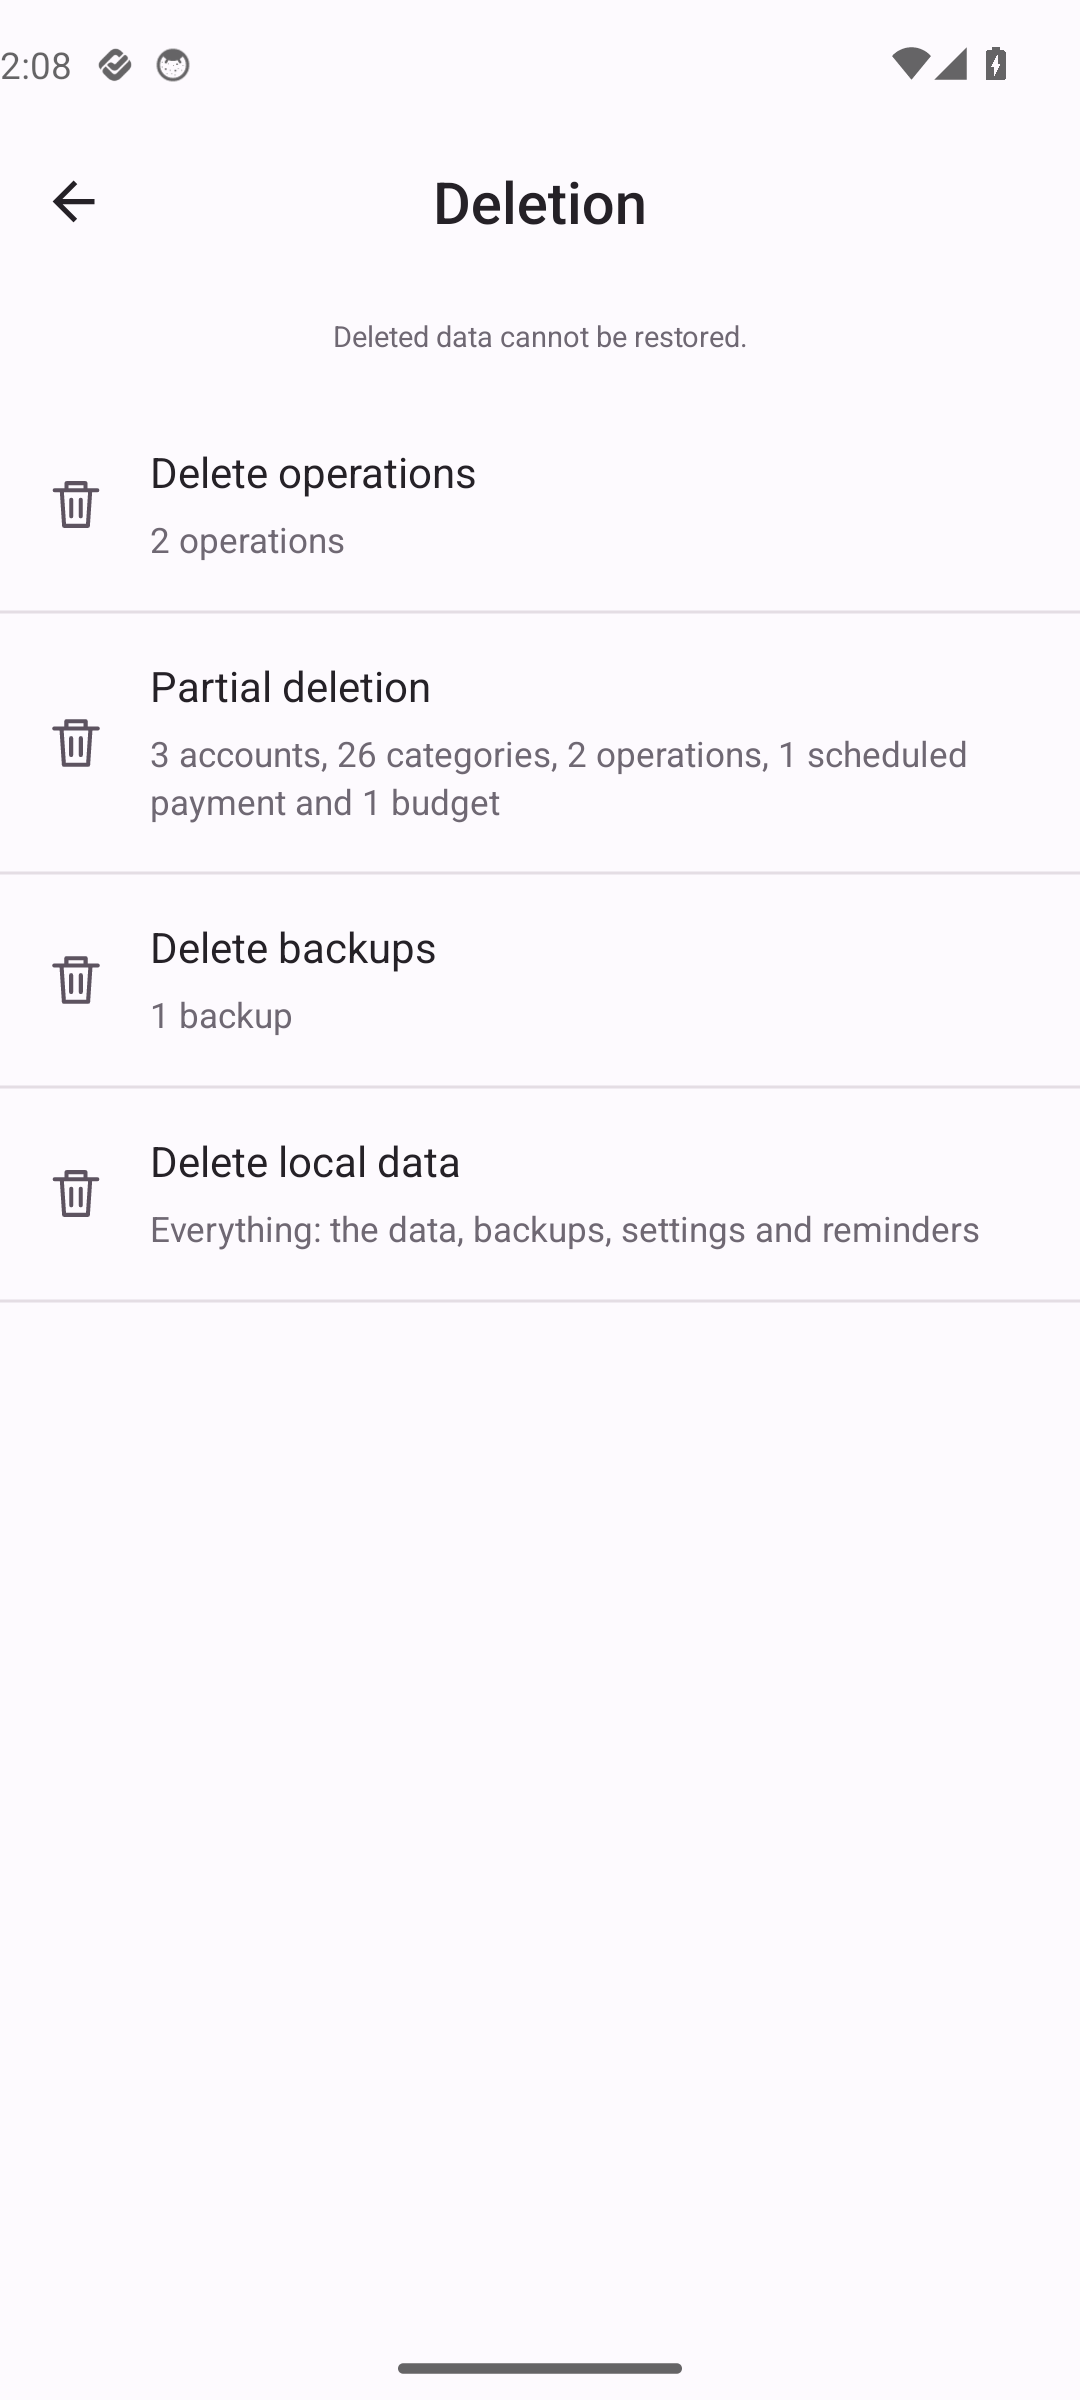 2:08
Deletion
Deleted data cannot be restored.
Delete operations
2 operations
Partial deletion
3 accounts, 26 categories, 2 operations, 1 scheduled
payment and 1 budget
Delete backups
1 backup
Delete local data
Everything: the data, backups, settings and reminders